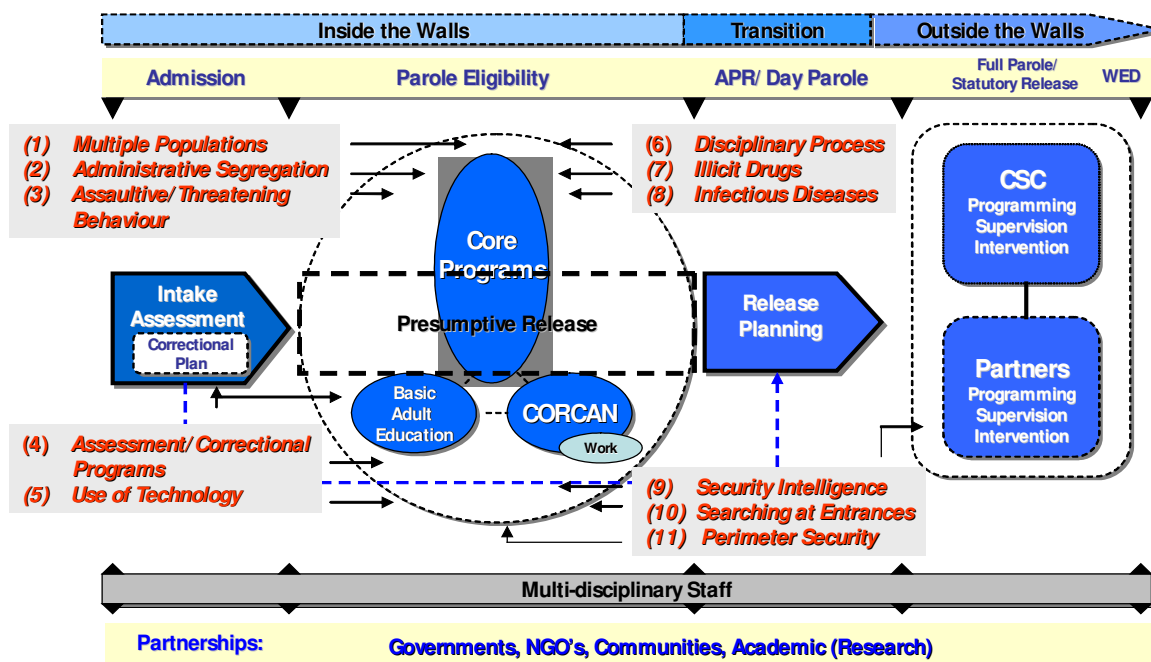 Inside the Walls
Transition
Outside the Walls
Admission
Parole Eligibility
APR/ Day Parole
Full Parole/
Statutory Release
WED
(1) Multiple Populations
(2) Administrative Segregation
(3) Assaultive/ Threatening
Behaviour
(6) Disciplinary Process
(7) Illicit Drugs
(8) Infectious Diseases
CSC
Programming
Supervision
Intervention
Core
Programs
Intake
Assessment
Correctional
Plan
Presumptive Release
Release
Planning
Partners
Programming
Supervision
Intervention
Basic
Adult
Education
CORCAN
Work
(4) Assessment/ Correctional
Programs
(5) Use of Technology
(9) Security Intelligence
(10) Searching at Entrances
(11) Perimeter Security
Multi-disciplinary Staff
Partnerships: Governments, NGO's, Communities, Academic (Research)